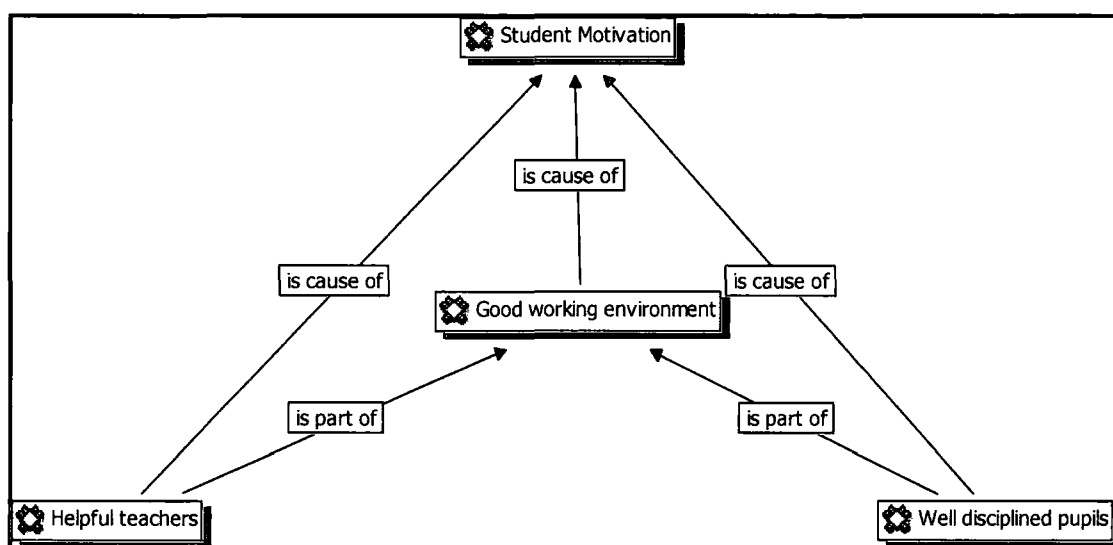 Student Motivation
is cause of
is cause of
is cause of
Good working environment
is part of
is part of
Helpful teachers
Well disciplined pupils